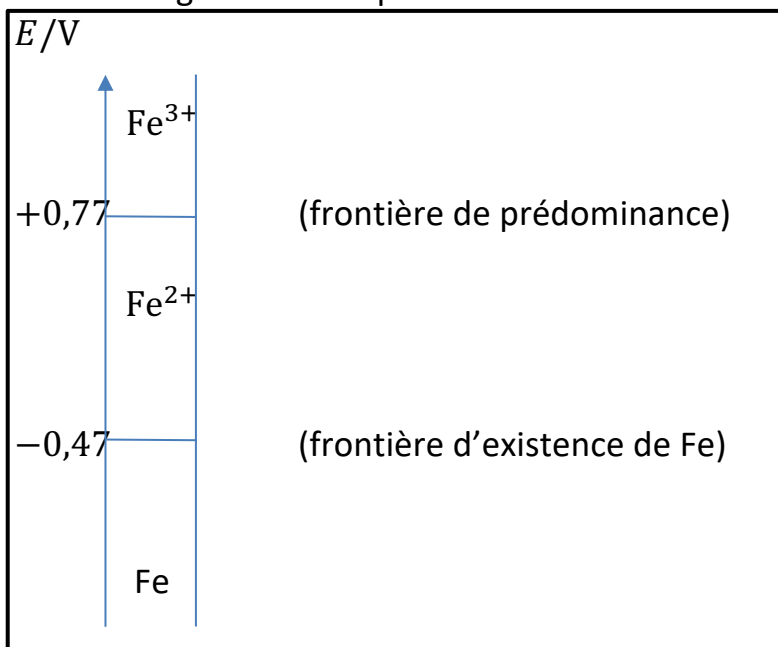 E/V
Fe³⁺
+0,77 (frontière de prédominance)
Fe²⁺
−0,47 (frontière d’existence de Fe)
Fe